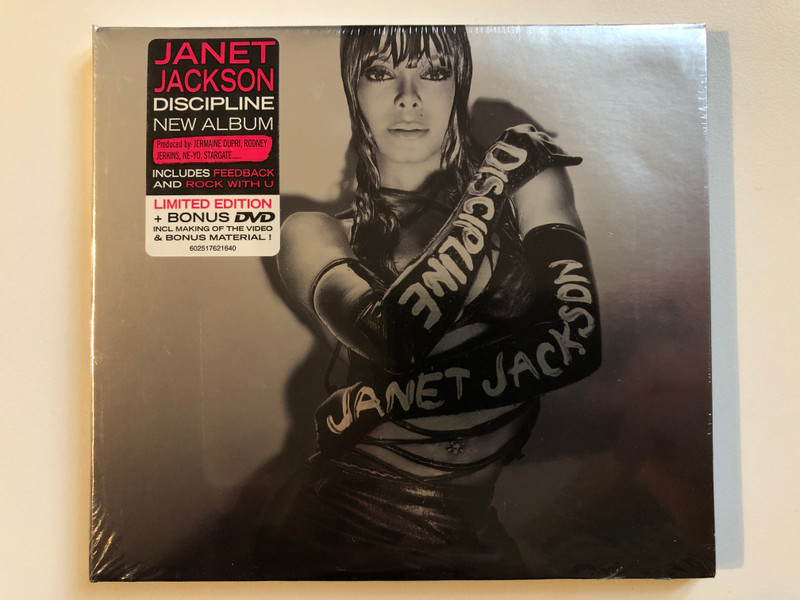 JANET
JACKSON
DISCIPLINE
NEW ALBUM
Produced by: JERMAINE DUPRI, RODNEY
JERKINS, NE-YO, STARGATE.....
INCLUDES FEEDBACK
AND ROCK WITH U
LIMITED EDITION
+ BONUS DVD
INCL MAKING OF THE VIDEO
& BONUS MATERIAL !
602517621640
DISCIPLINE
JANET JACKSON